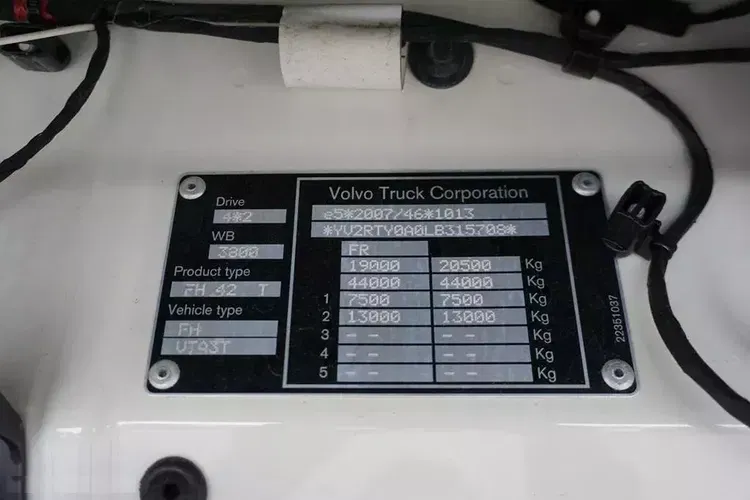 Drive
4*2
WB
3800
Product type
FH 42 T
Vehicle type
FH
VTA3T
Volvo Truck Corporation
e5*2007/46*1013
*YV2RTY0A0LB315708*
FR
19000 20500 Kg
44000 44000 Kg
1 7500 7500 Kg
2 13000 13000 Kg
3 -- -- Kg
4 -- -- Kg
5 -- -- Kg
22351037